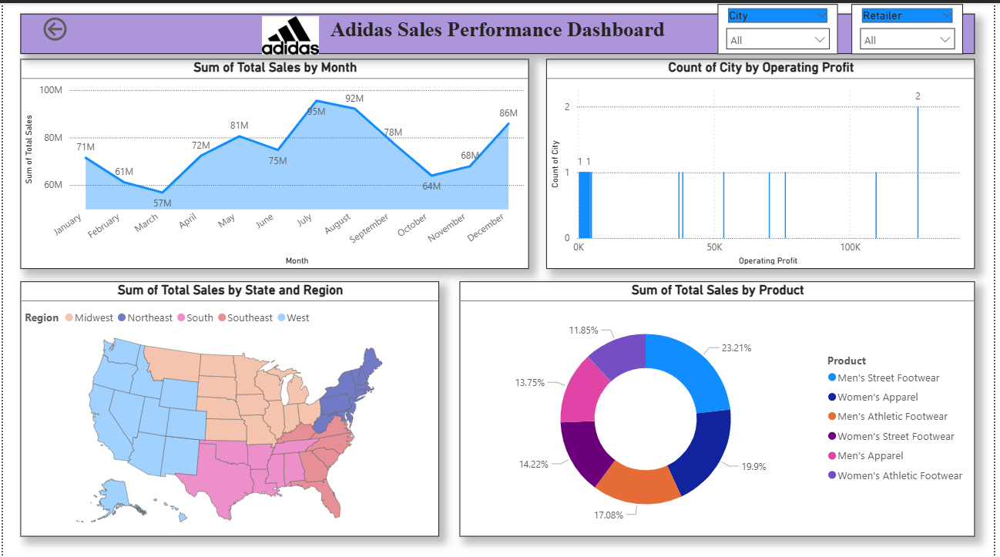 City
Retailer
adidas
Adidas Sales Performance Dashboard
All
All
Sum of Total Sales by Month
100M
80M
60M
Sum of Total Sales
71M
61M
57M
72M
81M
75M
95M
92M
78M
64M
68M
86M
January
February
March
April
May
June
July
August
September
October
November
December
Month
Count of City by Operating Profit
2
1
0
Count of City
1 1
2
0K
50K
100K
Operating Profit
Sum of Total Sales by State and Region
Region Midwest Northeast South Southeast West
Sum of Total Sales by Product
11.85%
23.21%
13.75%
14.22%
19.9%
17.08%
Product
Men's Street Footwear
Women's Apparel
Men's Athletic Footwear
Women's Street Footwear
Men's Apparel
Women's Athletic Footwear